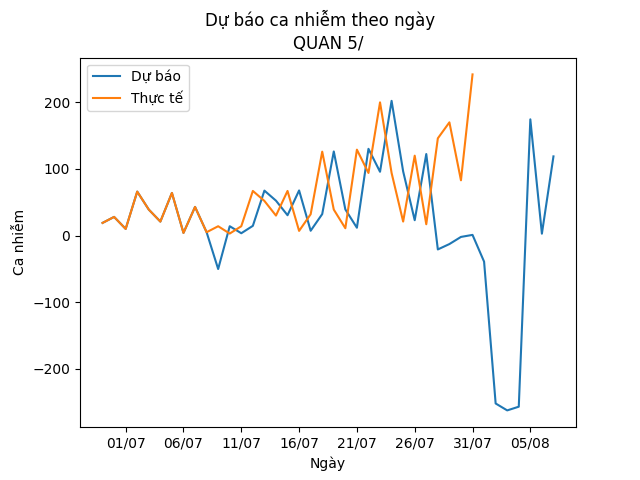 Dự báo ca nhiễm theo ngày
QUAN 5/
Dự báo
Thực tế
Ca nhiễm
200
100
0
−100
−200
01/07 06/07 11/07 16/07 21/07 26/07 31/07 05/08
Ngày